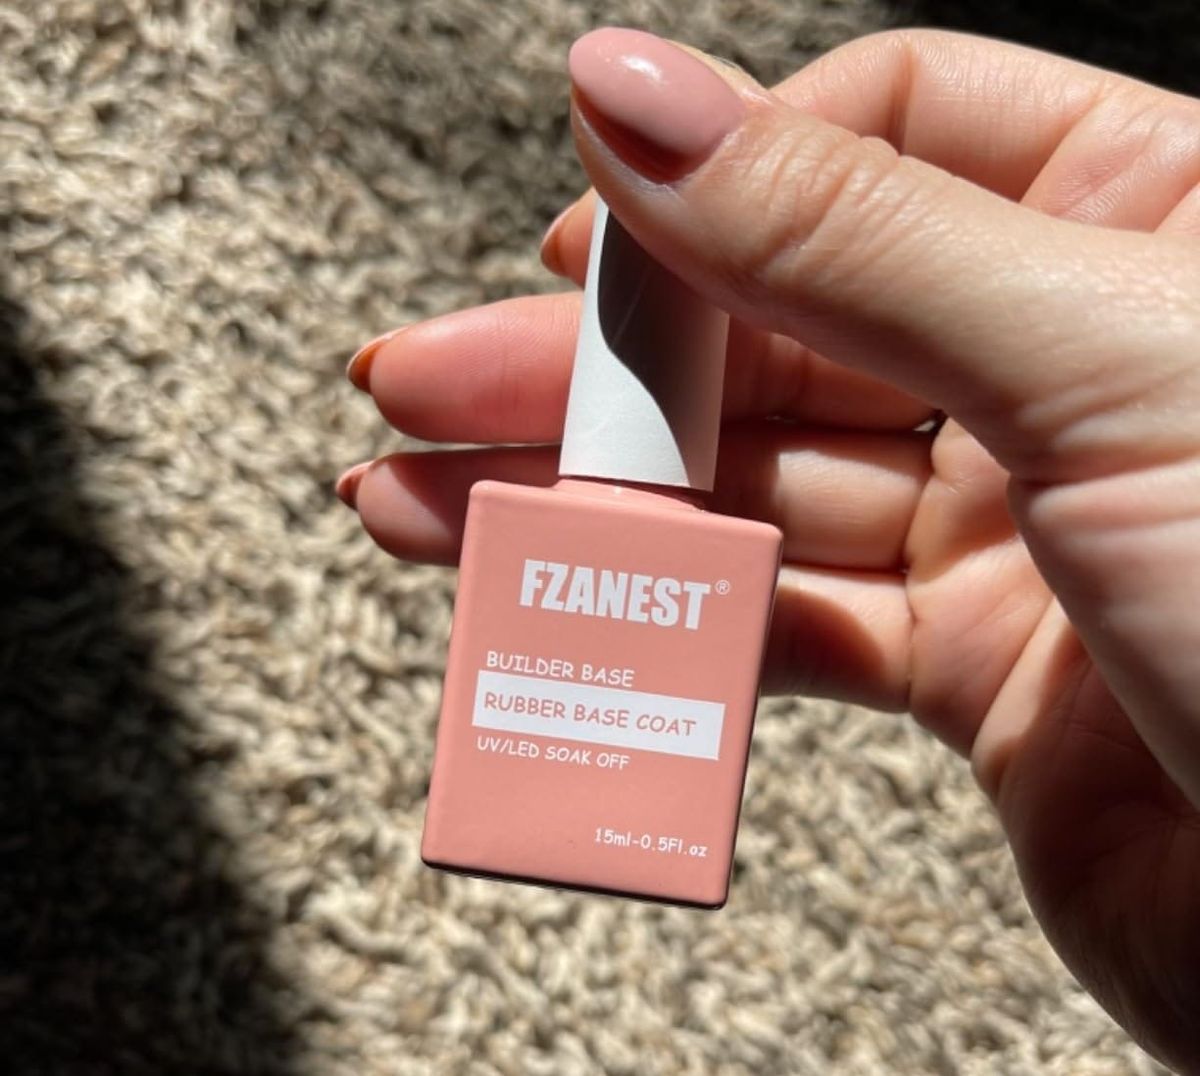 FZANEST®
BUILDER BASE
RUBBER BASE COAT
UV/LED SOAK OFF
15ml-0.5Fl.oz